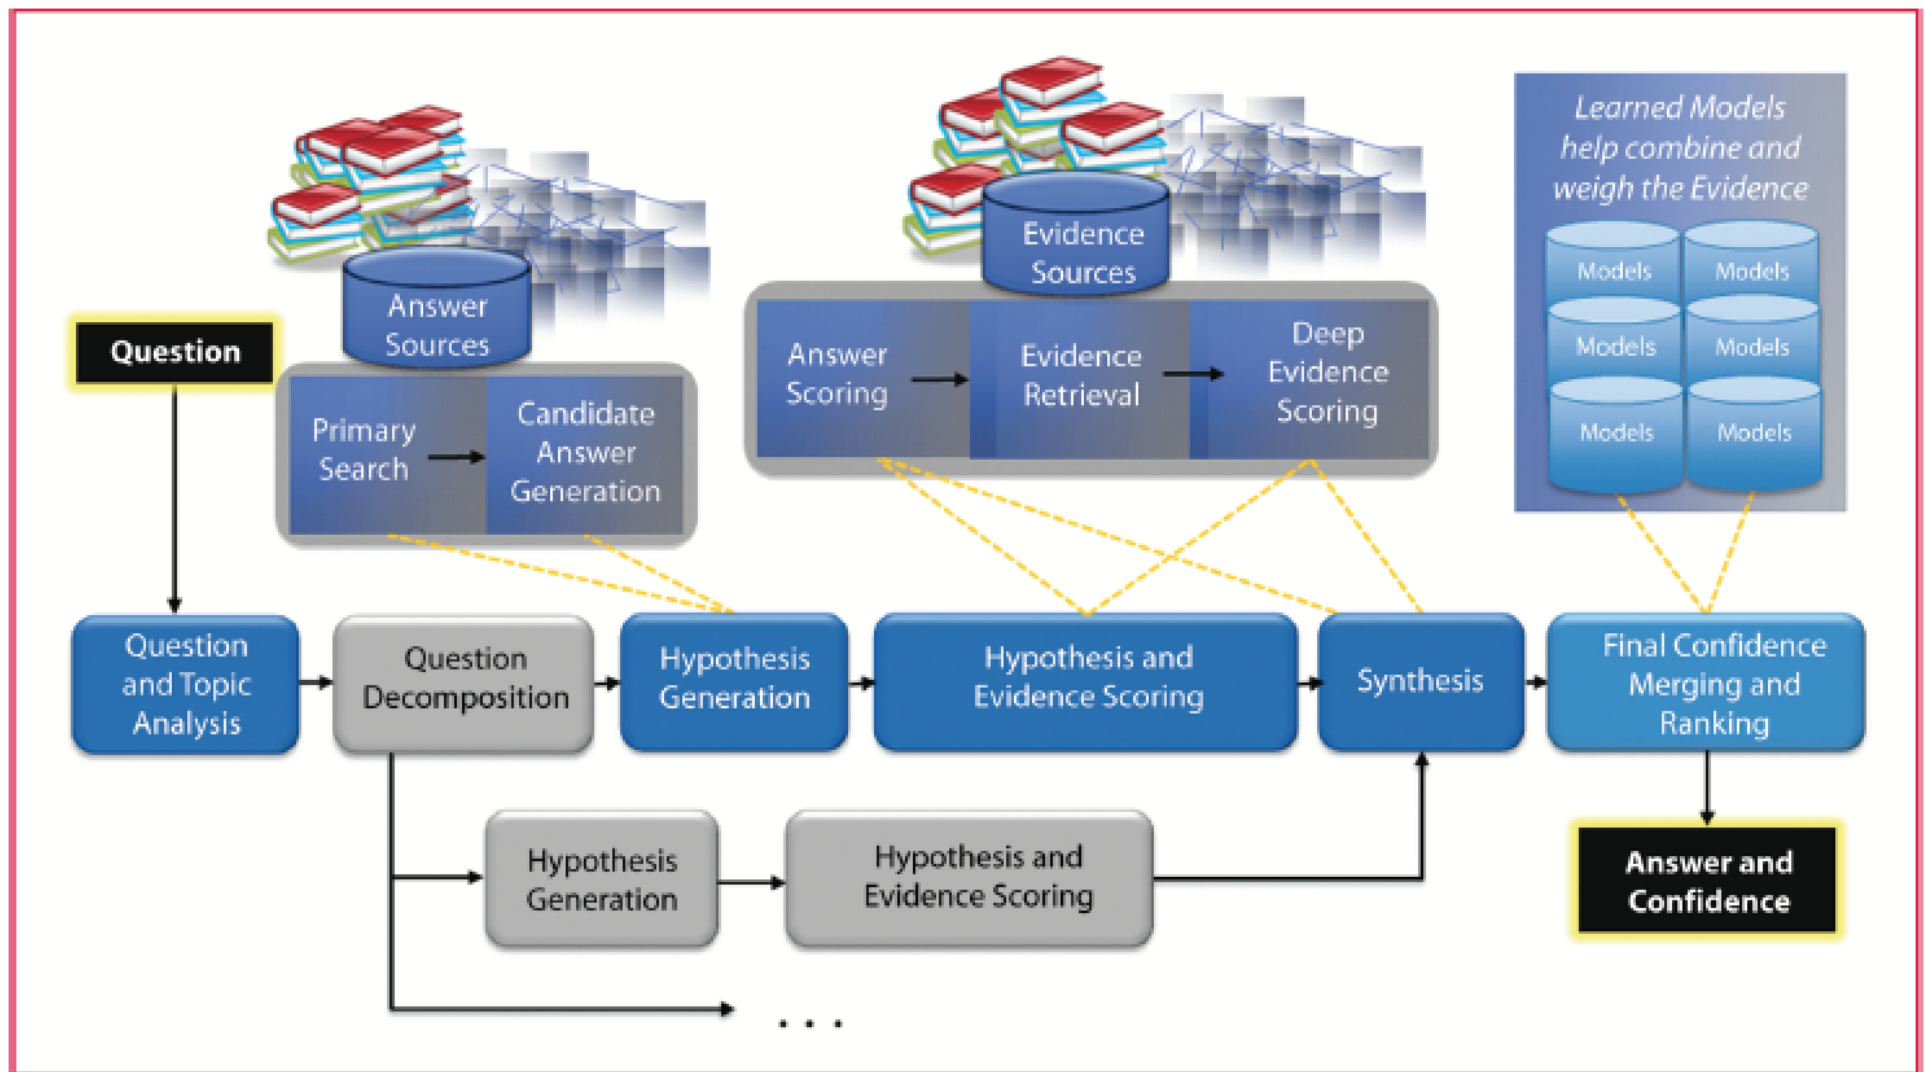 Learned Models
help combine and
weigh the Evidence
Models
Models
Models
Models
Models
Models
Answer
Sources
Evidence
Sources
Question
Primary
Search
Candidate
Answer
Generation
Answer
Scoring
Evidence
Retrieval
Deep
Evidence
Scoring
Question
and Topic
Analysis
Question
Decomposition
Hypothesis
Generation
Hypothesis and
Evidence Scoring
Synthesis
Final Confidence
Merging and
Ranking
Hypothesis
Generation
Hypothesis and
Evidence Scoring
Answer and
Confidence
. . .